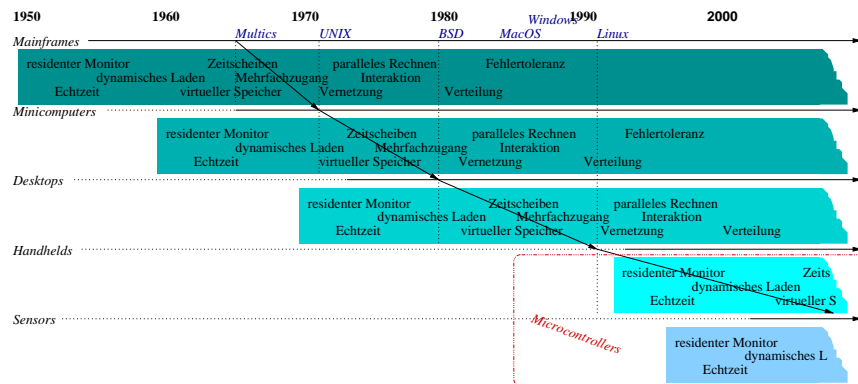 1950 1960 1970 1980 1990 2000
Windows
Multics UNIX BSD MacOS Linux
Mainframes
residenter Monitor Zeitscheiben paralleles Rechnen Fehlertoleranz
dynamisches Laden Mehrfachzugang Interaktion
Echtzeit virtueller Speicher Vernetzung Verteilung
Minicomputers
residenter Monitor Zeitscheiben paralleles Rechnen Fehlertoleranz
dynamisches Laden Mehrfachzugang Interaktion
Echtzeit virtueller Speicher Vernetzung Verteilung
Desktops
residenter Monitor Zeitscheiben paralleles Rechnen
dynamisches Laden Mehrfachzugang Interaktion
Echtzeit virtueller Speicher Vernetzung Verteilung
Handhelds
residenter Monitor Zeits
dynamisches Laden
Echtzeit virtueller S
Sensors
Microcontrollers
residenter Monitor
dynamisches L
Echtzeit